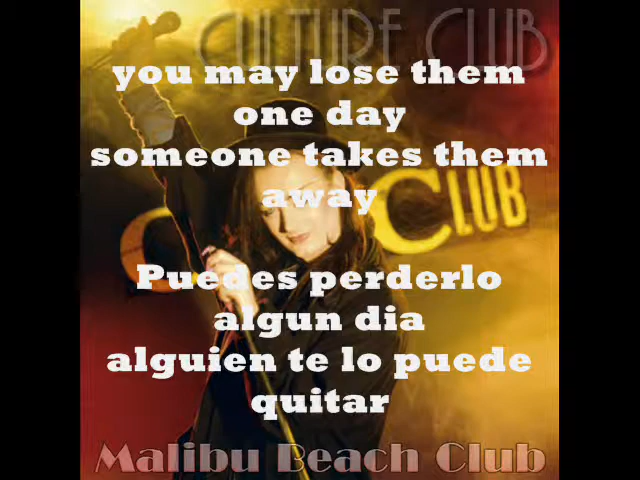 CULTURE CLUB
you may lose them
one day
someone takes them
away
C CLUB
Puedes perderlo
algun dia
alguien te lo puede
quitar
Malibu Beach Club